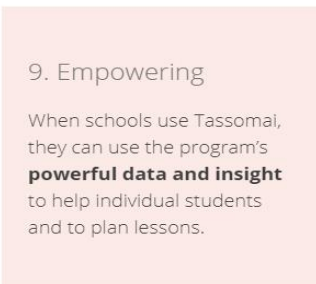 9. Empowering
When schools use Tassomai,
they can use the program's
powerful data and insight
to help individual students
and to plan lessons.